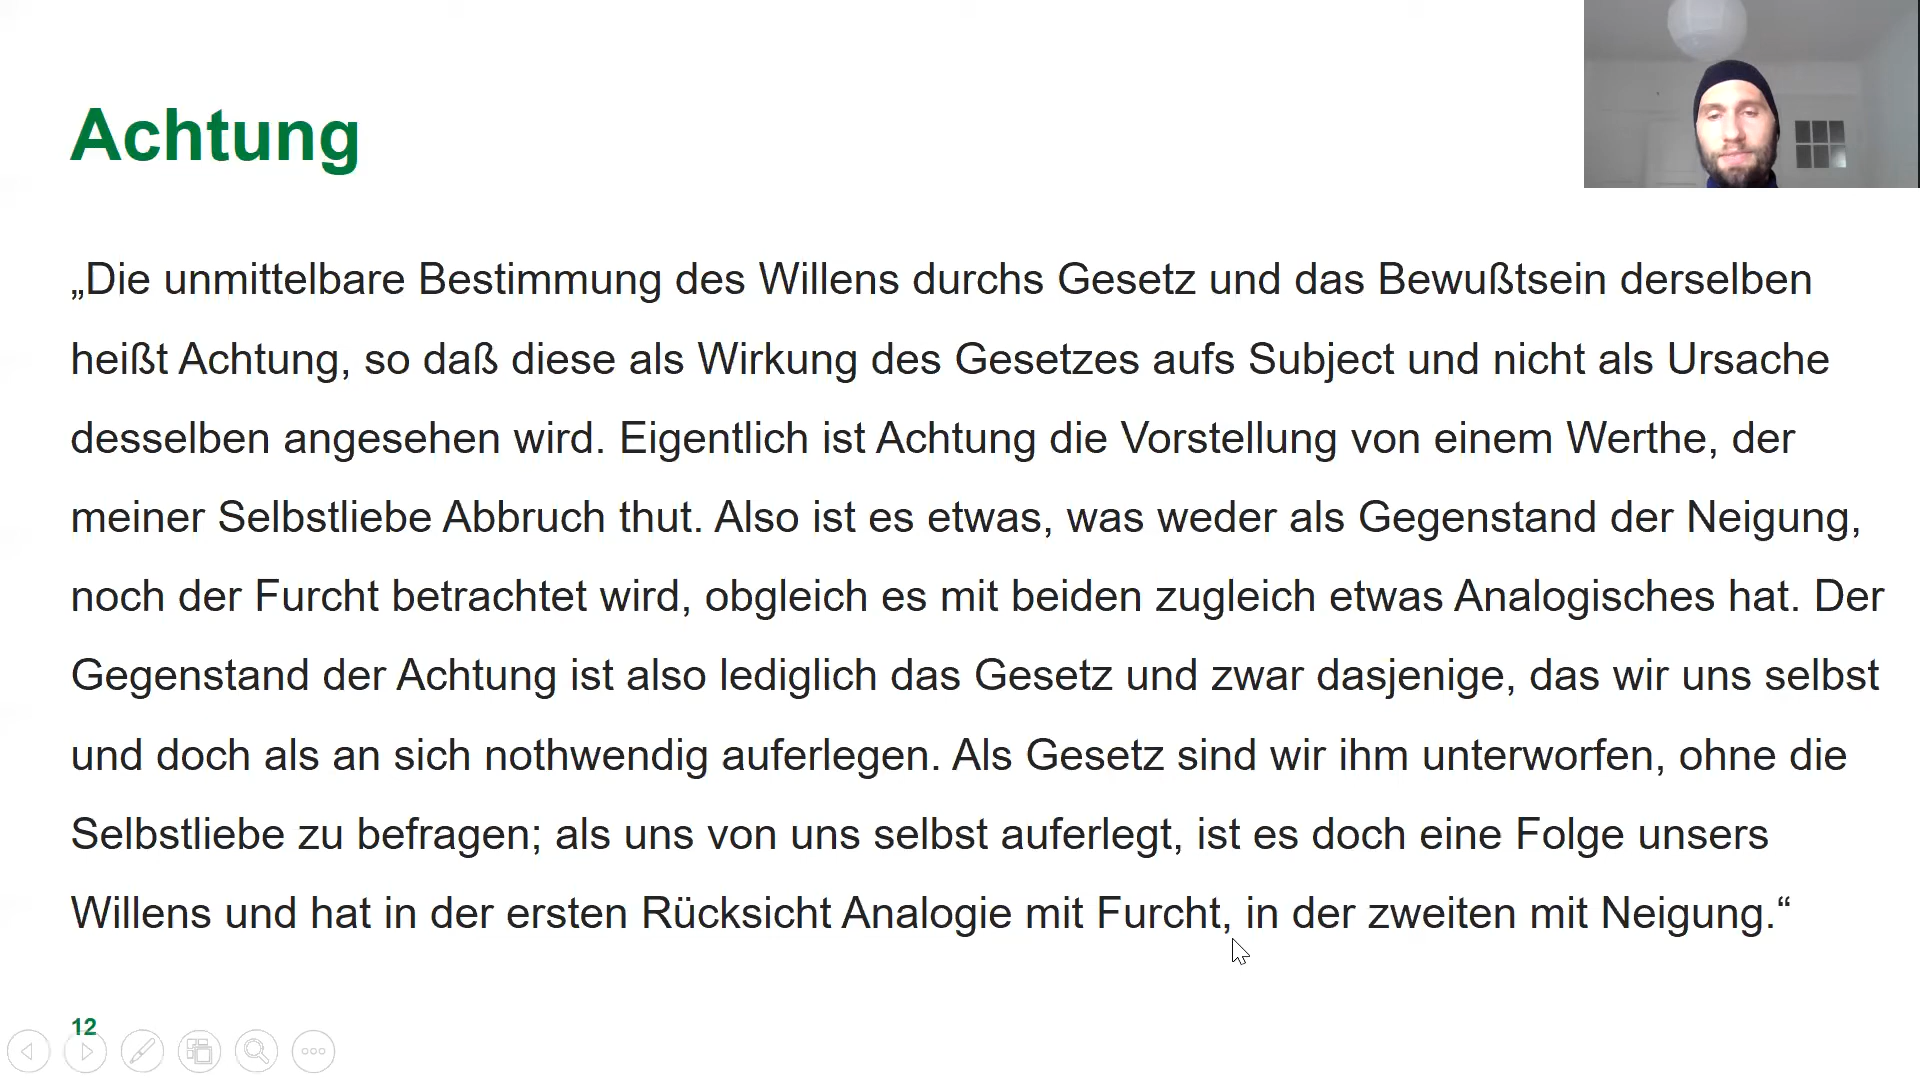 Achtung
„Die unmittelbare Bestimmung des Willens durchs Gesetz und das Bewußtsein derselben
heißt Achtung, so daß diese als Wirkung des Gesetzes aufs Subject und nicht als Ursache
desselben angesehen wird. Eigentlich ist Achtung die Vorstellung von einem Werthe, der
meiner Selbstliebe Abbruch thut. Also ist es etwas, was weder als Gegenstand der Neigung,
noch der Furcht betrachtet wird, obgleich es mit beiden zugleich etwas Analogisches hat. Der
Gegenstand der Achtung ist also lediglich das Gesetz und zwar dasjenige, das wir uns selbst
und doch als an sich nothwendig auferlegen. Als Gesetz sind wir ihm unterworfen, ohne die
Selbstliebe zu befragen; als uns von uns selbst auferlegt, ist es doch eine Folge unsers
Willens und hat in der ersten Rücksicht Analogie mit Furcht, in der zweiten mit Neigung.“
12